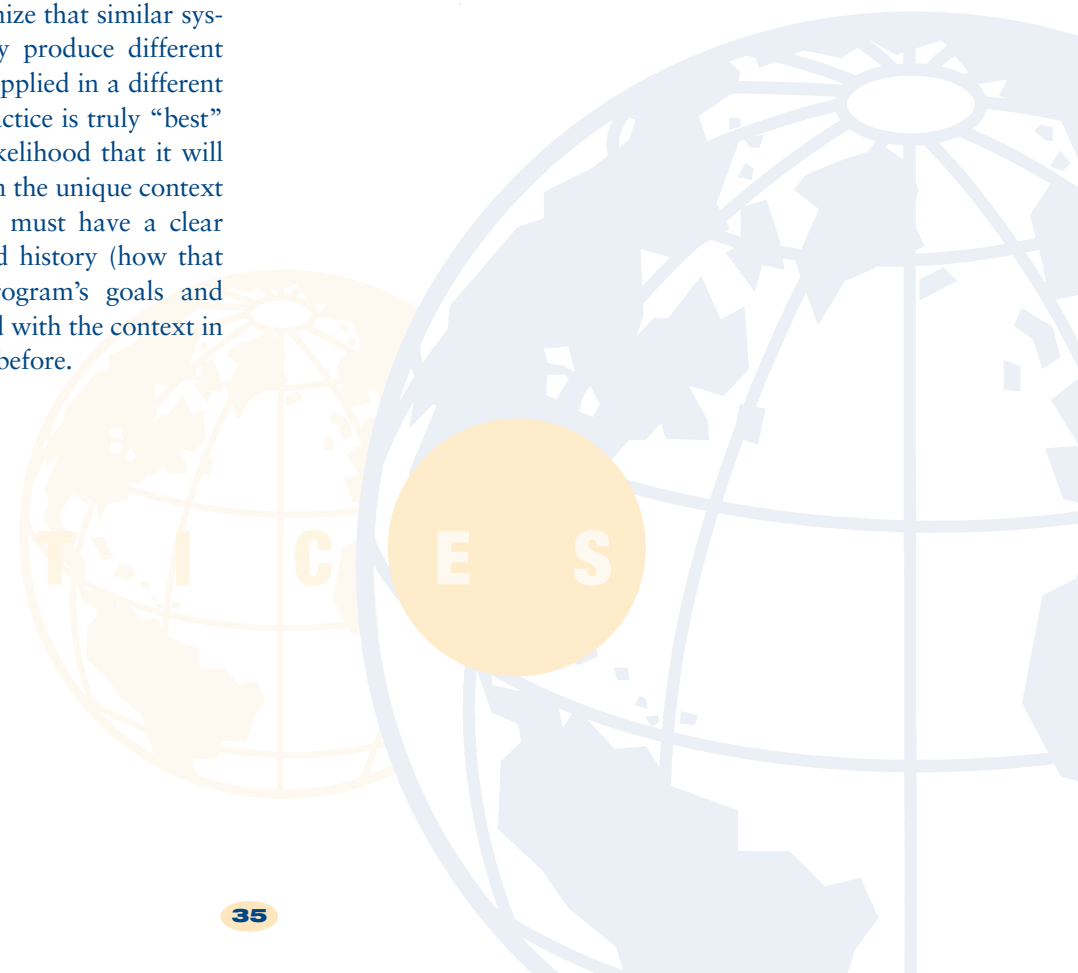 nize that similar sys-
y produce different
pplied in a different
actice is truly “best”
kelihood that it will
n the unique context
must have a clear
d history (how that
rogram’s goals and
d with the context in
before.
T I C E S
35